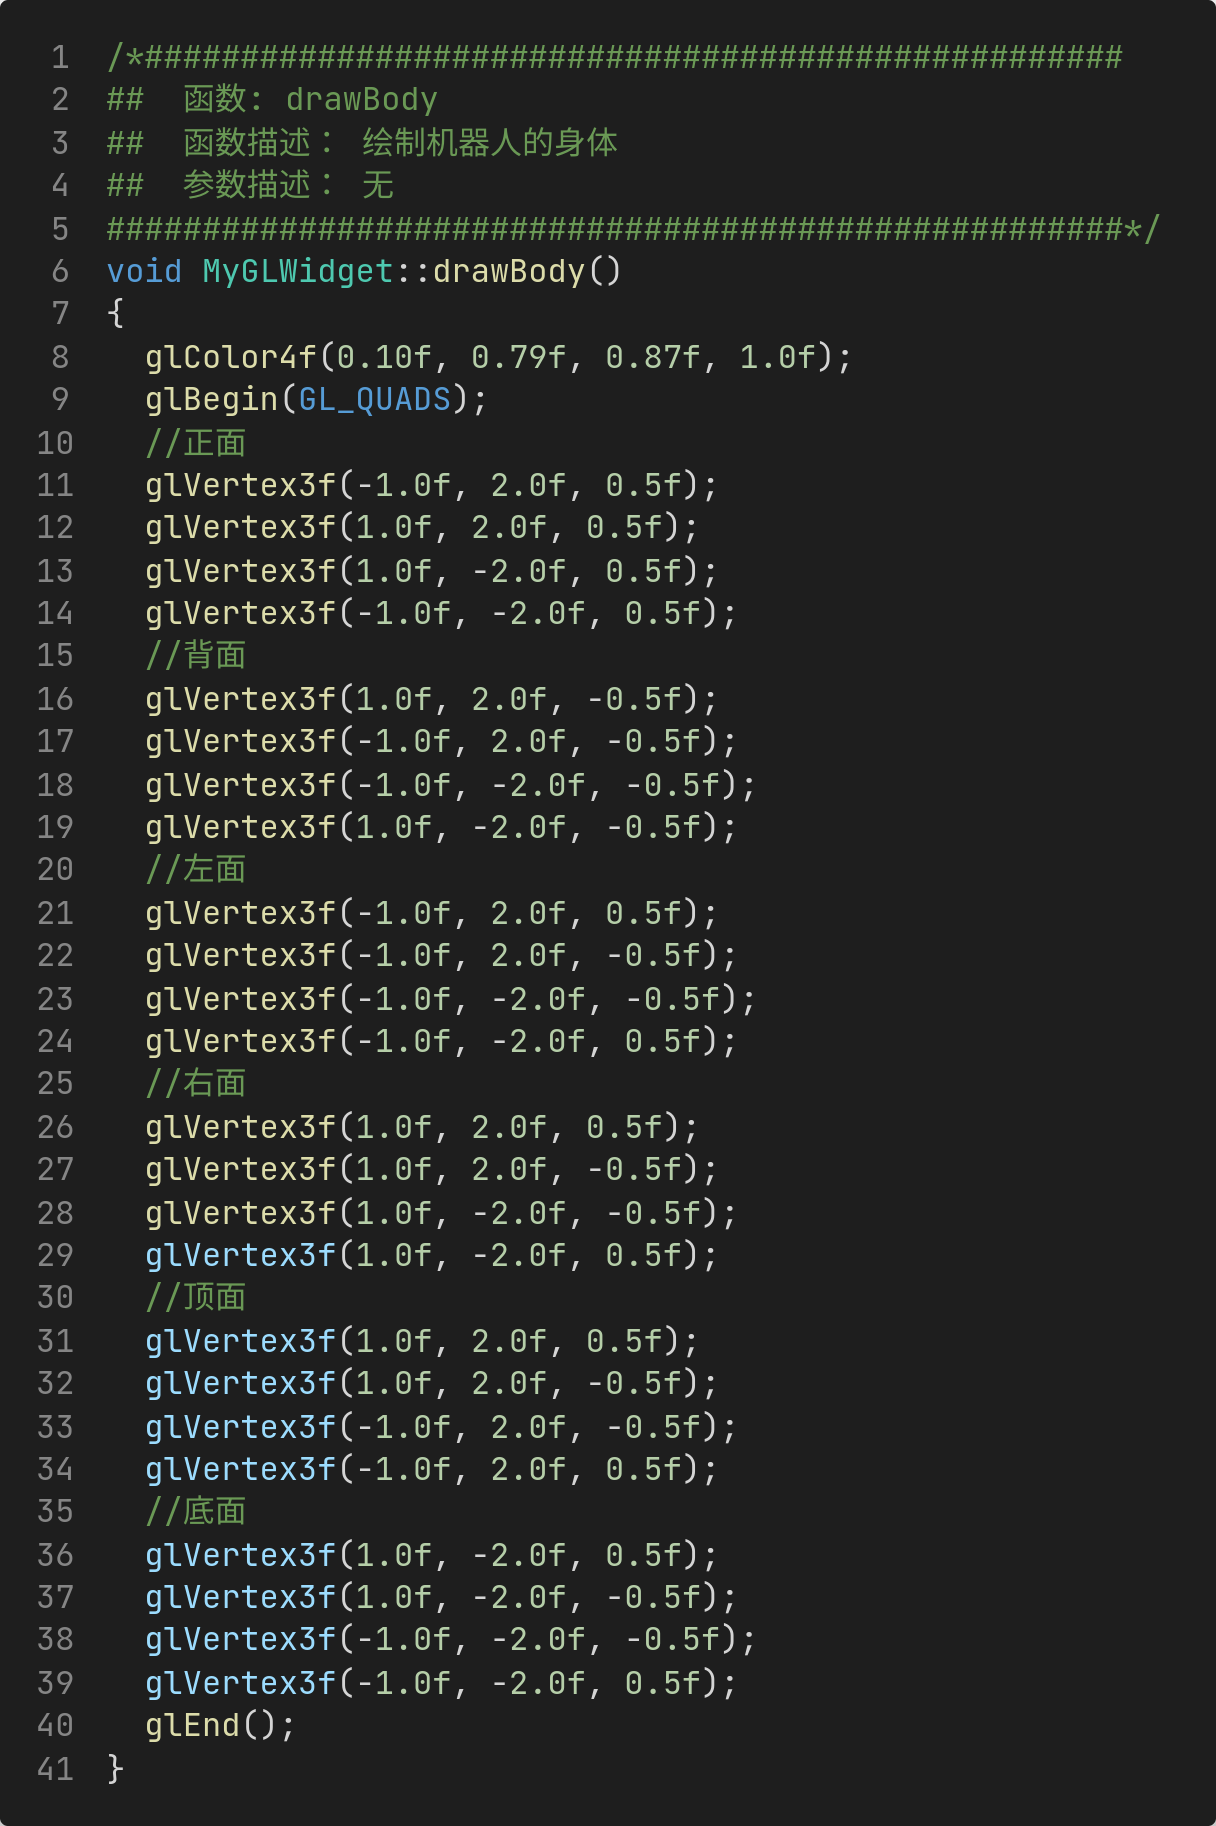 1 /*###################################################
2 ##  函数: drawBody
3 ##  函数描述： 绘制机器人的身体
4 ##  参数描述： 无
5 #####################################################*/
6 void MyGLWidget::drawBody()
7 {
8   glColor4f(0.10f, 0.79f, 0.87f, 1.0f);
9   glBegin(GL_QUADS);
10   //正面
11   glVertex3f(-1.0f, 2.0f, 0.5f);
12   glVertex3f(1.0f, 2.0f, 0.5f);
13   glVertex3f(1.0f, -2.0f, 0.5f);
14   glVertex3f(-1.0f, -2.0f, 0.5f);
15   //背面
16   glVertex3f(1.0f, 2.0f, -0.5f);
17   glVertex3f(-1.0f, 2.0f, -0.5f);
18   glVertex3f(-1.0f, -2.0f, -0.5f);
19   glVertex3f(1.0f, -2.0f, -0.5f);
20   //左面
21   glVertex3f(-1.0f, 2.0f, 0.5f);
22   glVertex3f(-1.0f, 2.0f, -0.5f);
23   glVertex3f(-1.0f, -2.0f, -0.5f);
24   glVertex3f(-1.0f, -2.0f, 0.5f);
25   //右面
26   glVertex3f(1.0f, 2.0f, 0.5f);
27   glVertex3f(1.0f, 2.0f, -0.5f);
28   glVertex3f(1.0f, -2.0f, -0.5f);
29   glVertex3f(1.0f, -2.0f, 0.5f);
30   //顶面
31   glVertex3f(1.0f, 2.0f, 0.5f);
32   glVertex3f(1.0f, 2.0f, -0.5f);
33   glVertex3f(-1.0f, 2.0f, -0.5f);
34   glVertex3f(-1.0f, 2.0f, 0.5f);
35   //底面
36   glVertex3f(1.0f, -2.0f, 0.5f);
37   glVertex3f(1.0f, -2.0f, -0.5f);
38   glVertex3f(-1.0f, -2.0f, -0.5f);
39   glVertex3f(-1.0f, -2.0f, 0.5f);
40   glEnd();
41 }